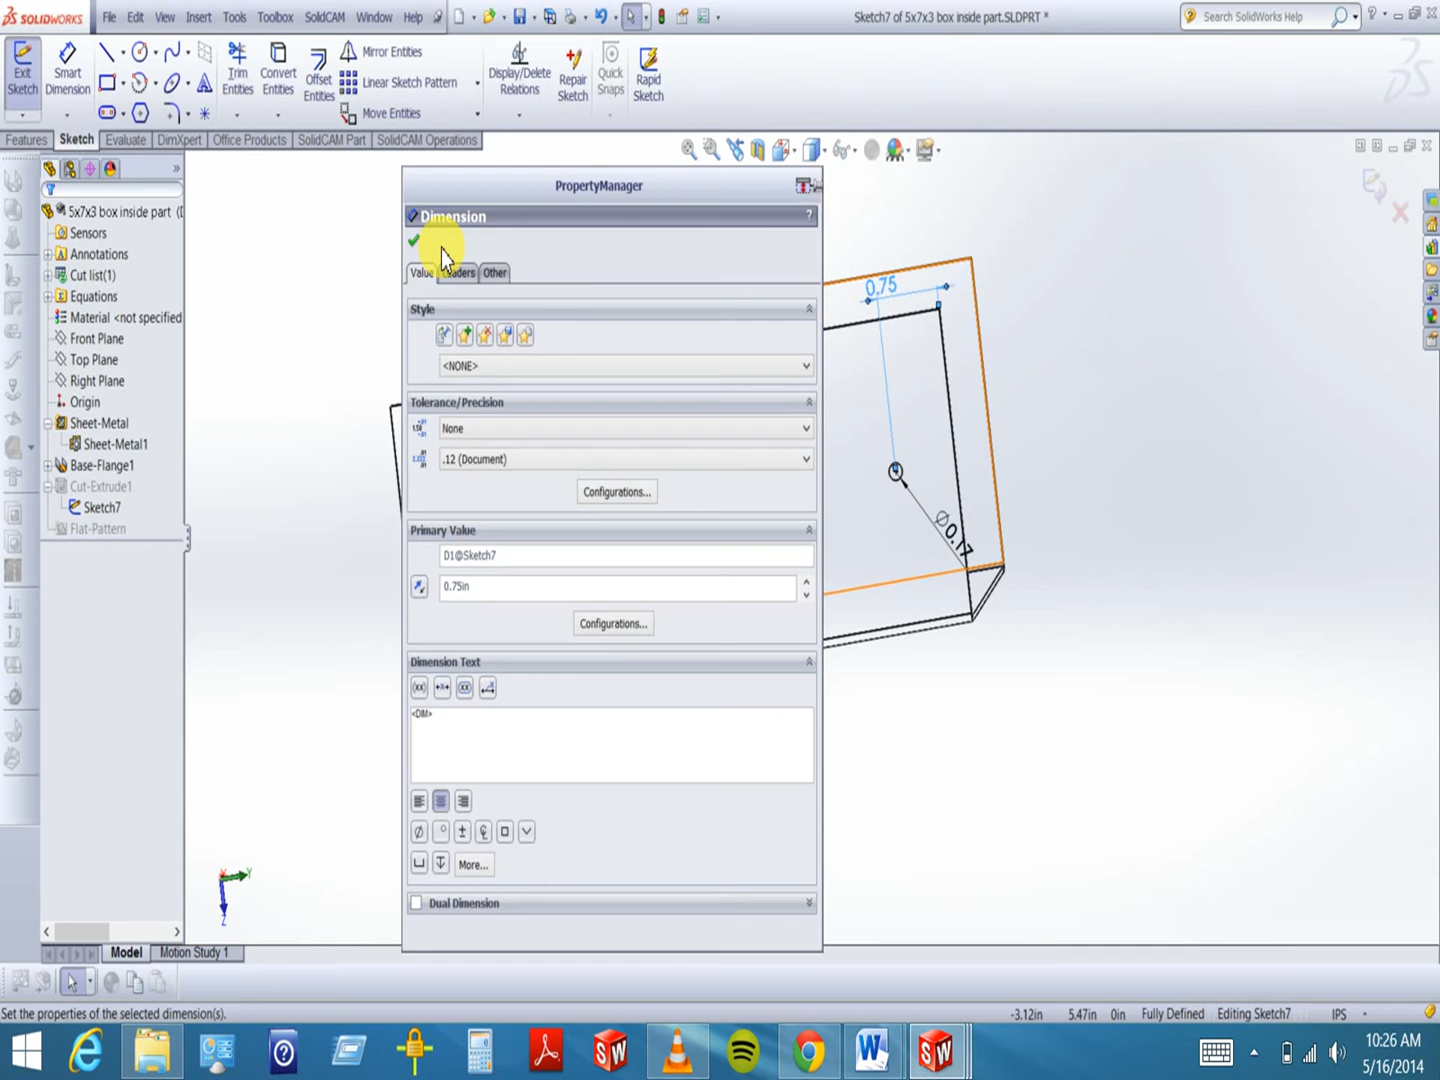 SOLIDWORKS File Edit View Insert Tools Toolbox SolidCAM Window Help
Sketch7 of 5x7x3 box inside part.SLDPRT *
Search SolidWorks Help
Exit Sketch
Smart Dimension
Trim Entities
Convert Entities
Offset Entities
Mirror Entities
Linear Sketch Pattern
Move Entities
Display/Delete Relations
Repair Sketch
Quick Snaps
Rapid Sketch
Features Sketch Evaluate DimXpert Office Products SolidCAM Part SolidCAM Operations
5x7x3 box inside part (D
Sensors
Annotations
Cut list(1)
Equations
Material <not specified
Front Plane
Top Plane
Right Plane
Origin
Sheet-Metal
Sheet-Metal1
Base-Flange1
Cut-Extrude1
Sketch7
Flat-Pattern
PropertyManager
Dimension ?
Value Leaders Other
Style
<NONE>
Tolerance/Precision
None
.12 (Document)
Configurations...
Primary Value
D1@Sketch7
0.75in
Configurations...
Dimension Text
<DIM>
More...
Dual Dimension
0.75
Ø0.17
Y
Z
Model Motion Study 1
Set the properties of the selected dimension(s).
-3.12in 5.47in 0in Fully Defined Editing Sketch7 IPS
10:26 AM
5/16/2014